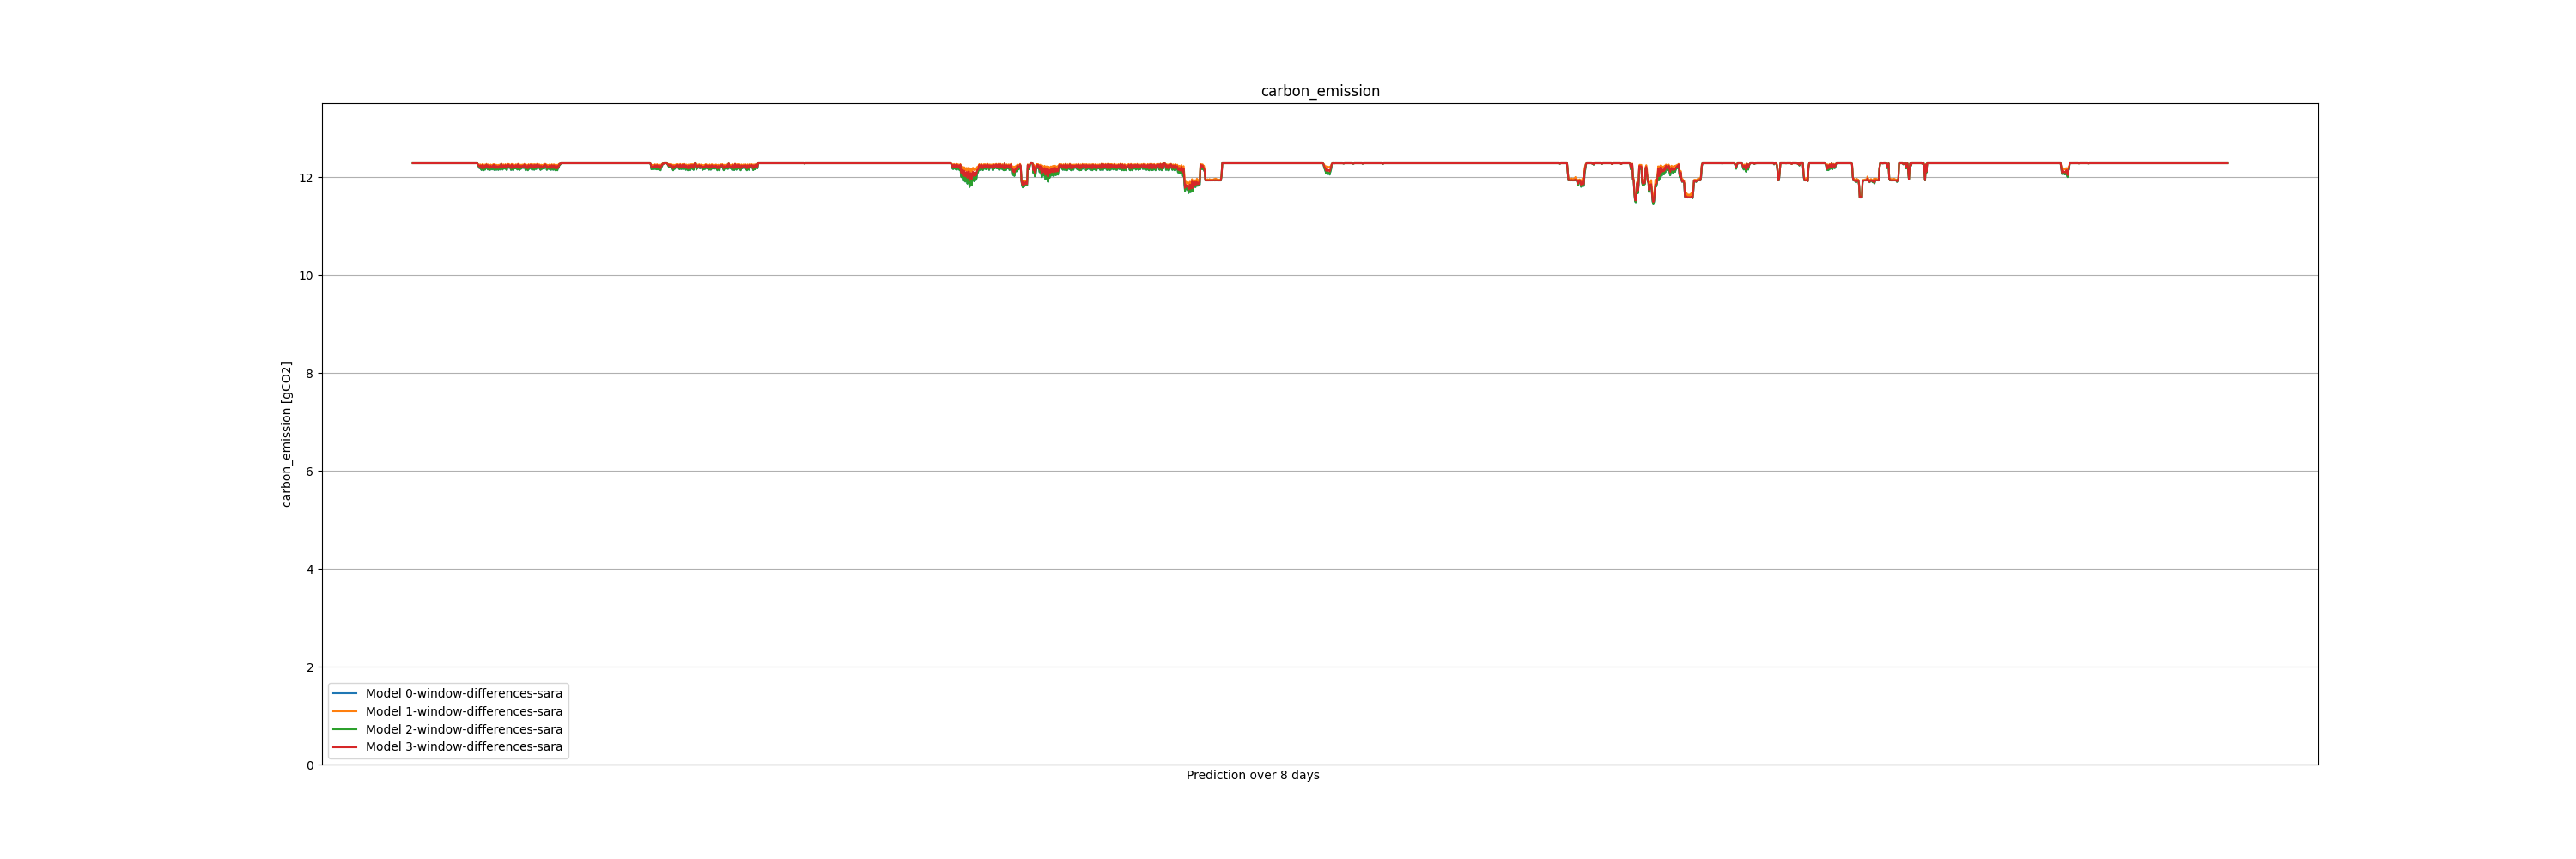 carbon_emission
carbon_emission [gCO2]
12
10
8
6
4
2
0
Model 0-window-differences-sara
Model 1-window-differences-sara
Model 2-window-differences-sara
Model 3-window-differences-sara
Prediction over 8 days